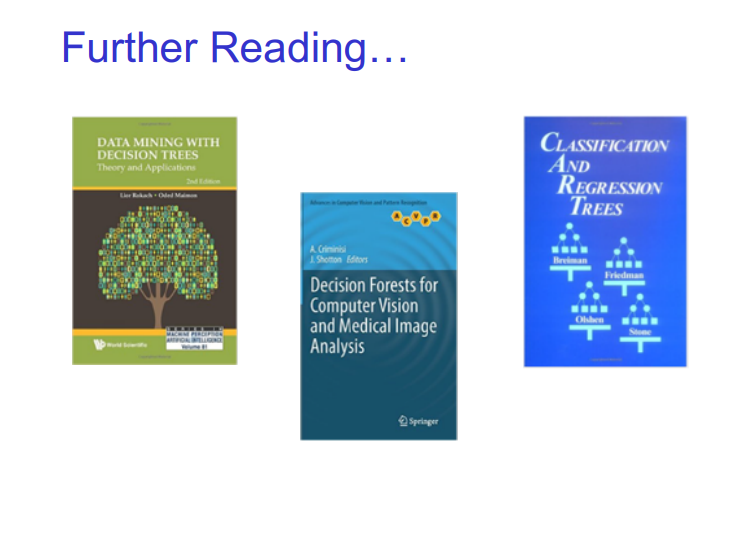 Further Reading…
DATA MINING WITH
DECISION TREES
Theory and Applications
2nd Edition
Lior Rokach • Oded Maimon
World Scientific
SERIES IN
MACHINE PERCEPTION
ARTIFICIAL INTELLIGENCE
Volume 81
Advances in Computer Vision and Pattern Recognition
A C V P R
A. Criminisi
J. Shotton Editors
Decision Forests for
Computer Vision
and Medical Image
Analysis
Springer
CLASSIFICATION
AND
REGRESSION
TREES
Breiman
Friedman
Olshen
Stone